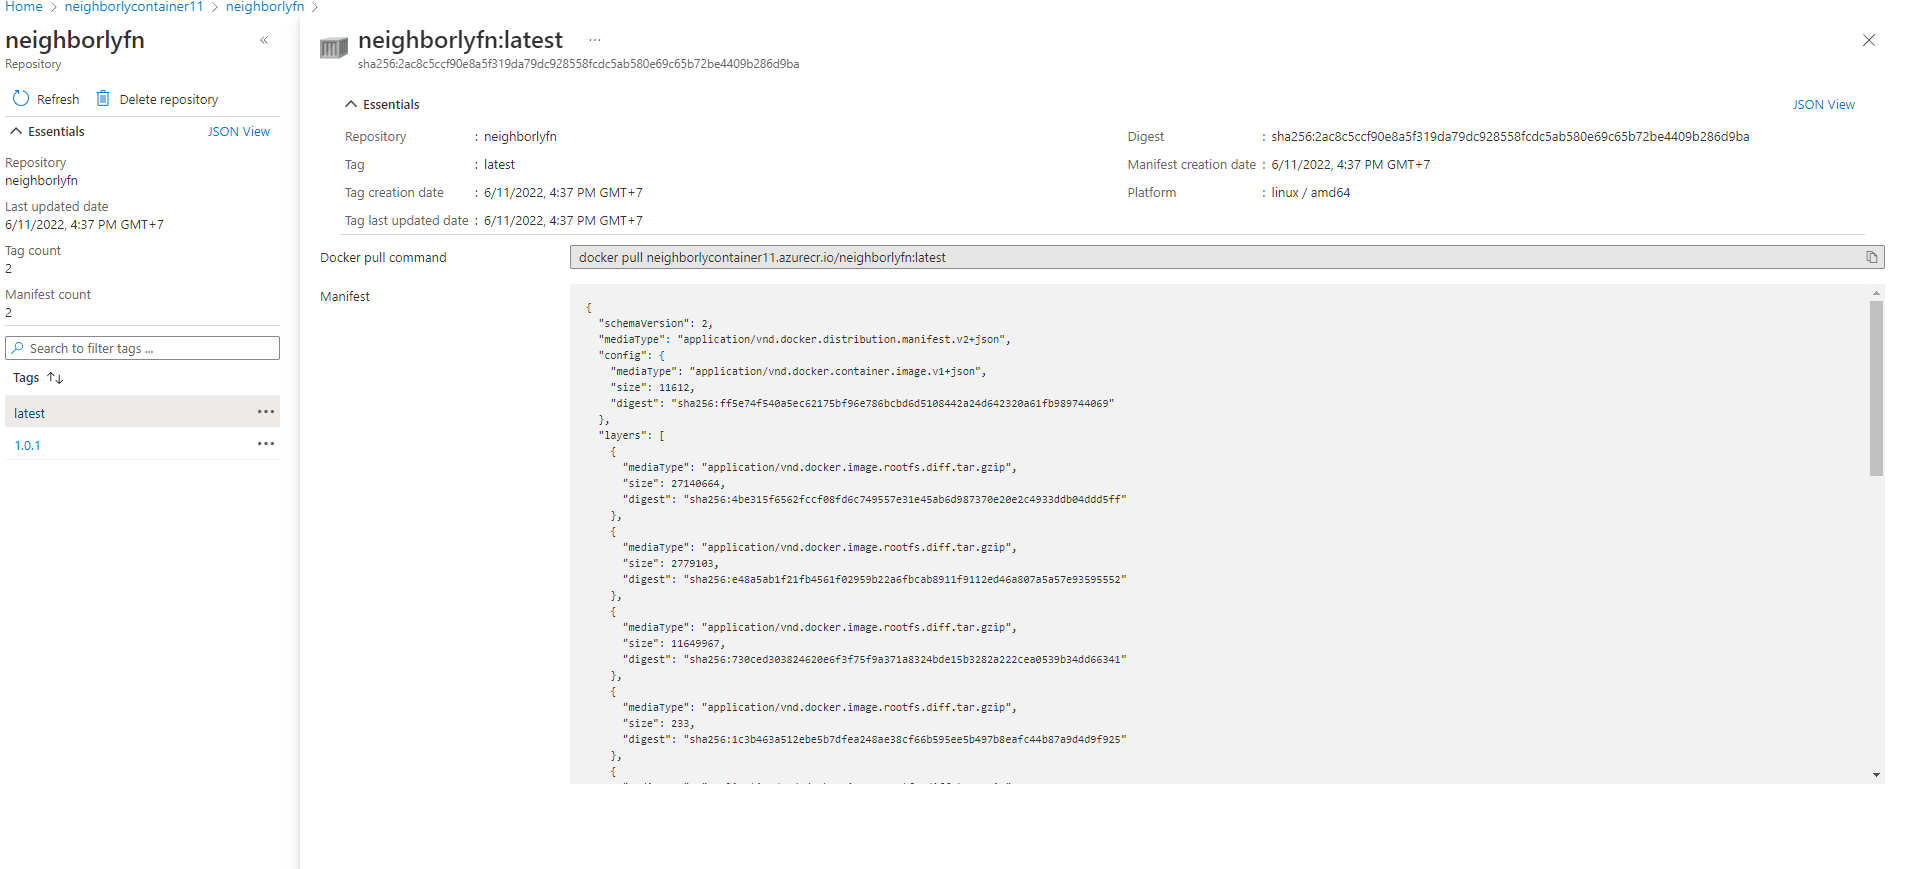 Home > neighborlycontainer11 > neighborlyfn >
neighborlyfn «
Repository
Refresh Delete repository
Essentials JSON View
Repository
neighborlyfn
Last updated date
6/11/2022, 4:37 PM GMT+7
Tag count
2
Manifest count
2
Search to filter tags ...
Tags ↑↓
latest ...
1.0.1 ...
neighborlyfn:latest ...
sha256:2ac8c5ccf90e8a5f319da79dc928558fcdc5ab580e69c65b72be4409b286d9ba
Essentials JSON View
Repository : neighborlyfn
Tag : latest
Tag creation date : 6/11/2022, 4:37 PM GMT+7
Tag last updated date : 6/11/2022, 4:37 PM GMT+7
Digest : sha256:2ac8c5ccf90e8a5f319da79dc928558fcdc5ab580e69c65b72be4409b286d9ba
Manifest creation date : 6/11/2022, 4:37 PM GMT+7
Platform : linux / amd64
Docker pull command docker pull neighborlycontainer11.azurecr.io/neighborlyfn:latest
Manifest
{
"schemaVersion": 2,
"mediaType": "application/vnd.docker.distribution.manifest.v2+json",
"config": {
"mediaType": "application/vnd.docker.container.image.v1+json",
"size": 11612,
"digest": "sha256:ff5e74f540a5ec62175bf96e786bcbd6d5108442a24d642320a61fb989744069"
},
"layers": [
{
"mediaType": "application/vnd.docker.image.rootfs.diff.tar.gzip",
"size": 27140664,
"digest": "sha256:4be315f6562fccf08fd6c749557e31e45ab6d987370e20e2c4933ddb04ddd5ff"
},
{
"mediaType": "application/vnd.docker.image.rootfs.diff.tar.gzip",
"size": 2779103,
"digest": "sha256:e48a5ab1f21fb4561f02959b22a6fbcab8911f9112ed46a807a5a57e93595552"
},
{
"mediaType": "application/vnd.docker.image.rootfs.diff.tar.gzip",
"size": 11649967,
"digest": "sha256:730ced303824620e6f3f75f9a371a8324bde15b3282a222cea0539b34dd66341"
},
{
"mediaType": "application/vnd.docker.image.rootfs.diff.tar.gzip",
"size": 233,
"digest": "sha256:1c3b463a512ebe5b7dfea248ae38cf66b595ee5b497b8eafc44b87a9d4d9f925"
},
{